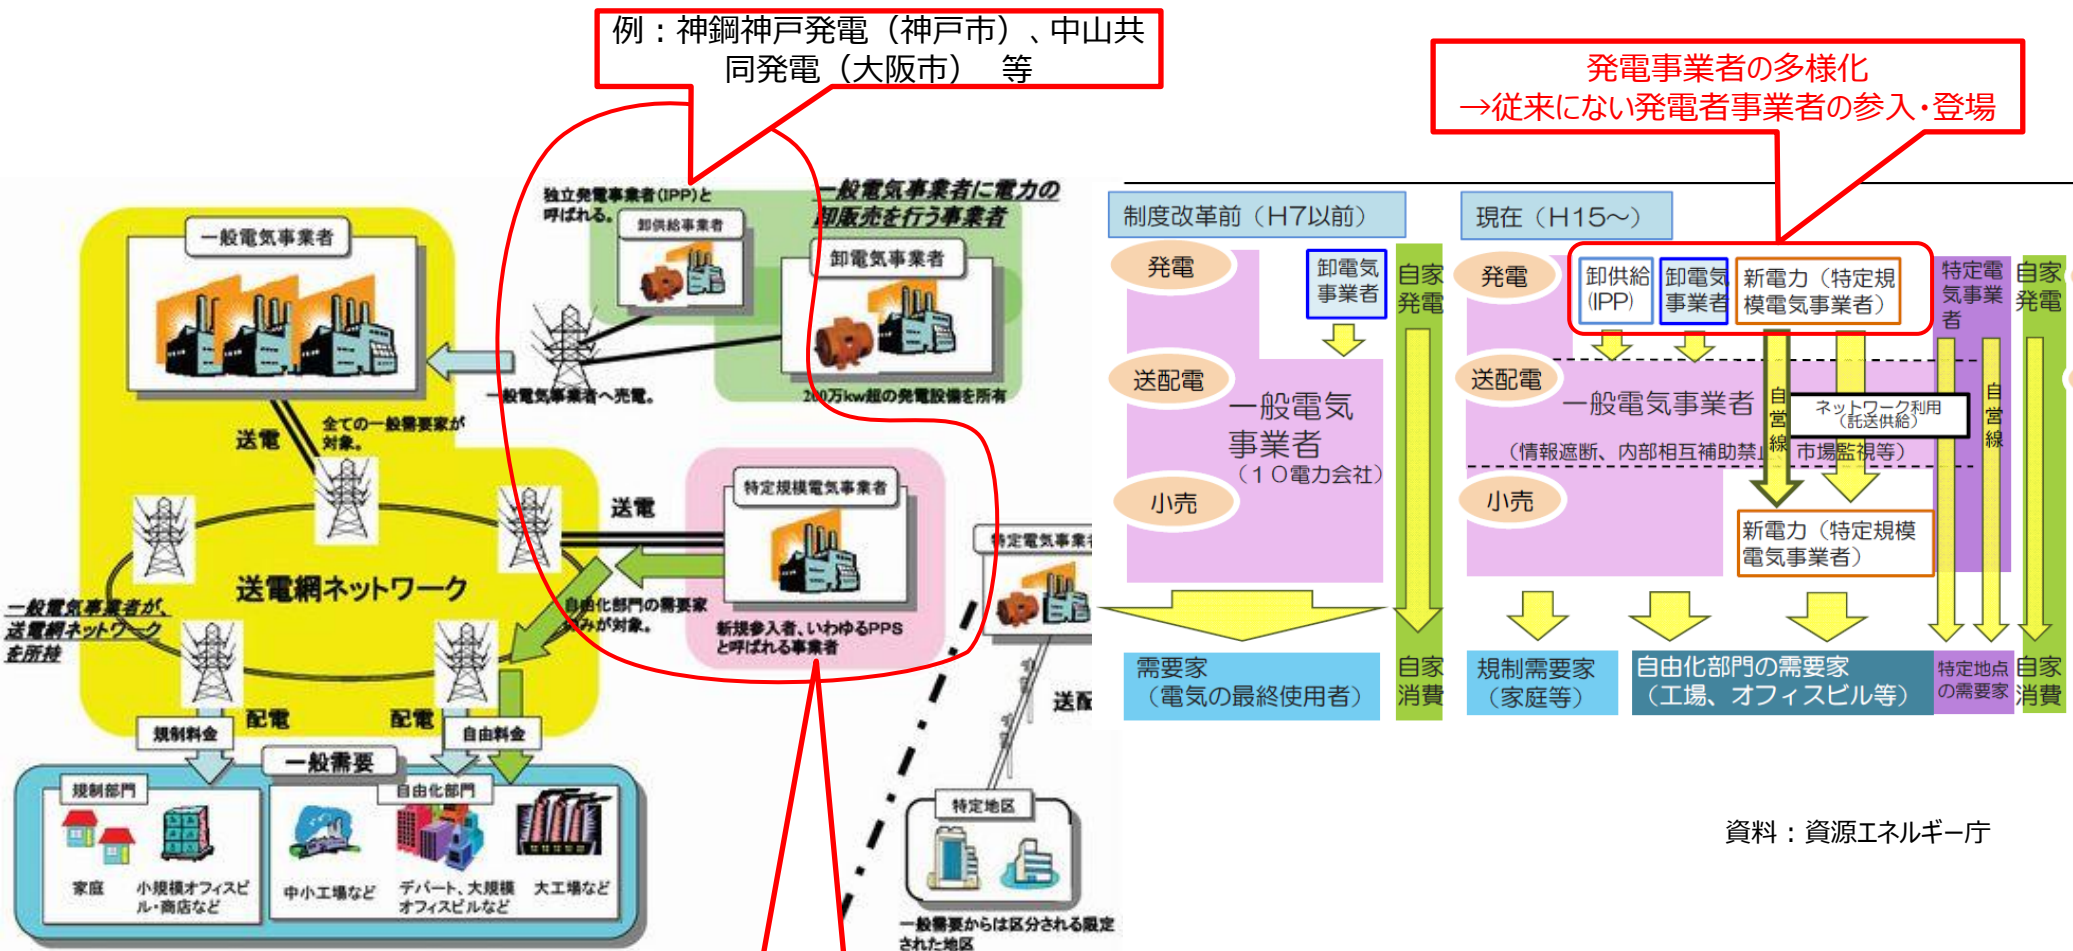 例：神鋼神戸発電（神戸市）、中山共
同発電（大阪市）　等
発電事業者の多様化
→従来にない発電者事業者の参入・登場
独立発電事業者(IPP)と
呼ばれる。
卸供給事業者
一般電気事業者に電力の
卸販売を行う事業者
卸電気事業者
200万kw超の発電設備を所有
一般電気事業者
一般電気事業者へ売電。
送電
全ての一般需要家が
対象。
特定規模電気事業者
送電
新規参入者、いわゆるPPS
と呼ばれる事業者
自由化部門の需要家
のみが対象。
送電網ネットワーク
一般電気事業者が、
送電網ネットワーク
を所持
配電
配電
規制料金
自由料金
一般需要
規制部門
家庭
小規模オフィスビ
ル・商店など
自由化部門
中小工場など
デパート、大規模
オフィスビルなど
大工場など
特定電気事業者
送配
特定地区
一般需要からは区分される限定
された地区
制度改革前（H7以前）
発電
卸電気
事業者
自家
発電
送配電
一般電気
事業者
（10電力会社）
小売
需要家
（電気の最終使用者）
自家
消費
現在（H15～）
発電
卸供給
(IPP)
卸電気
事業者
新電力（特定規
模電気事業者）
特定電
気事業
者
自家
発電
送配電
一般電気事業者
自営線
ネットワーク利用
（託送供給）
自営線
（情報遮断、内部相互補助禁止、市場監視等）
小売
新電力（特定規模
電気事業者）
規制需要家
（家庭等）
自由化部門の需要家
（工場、オフィスビル等）
特定地点
の需要家
自家
消費
資料：資源エネルギー庁